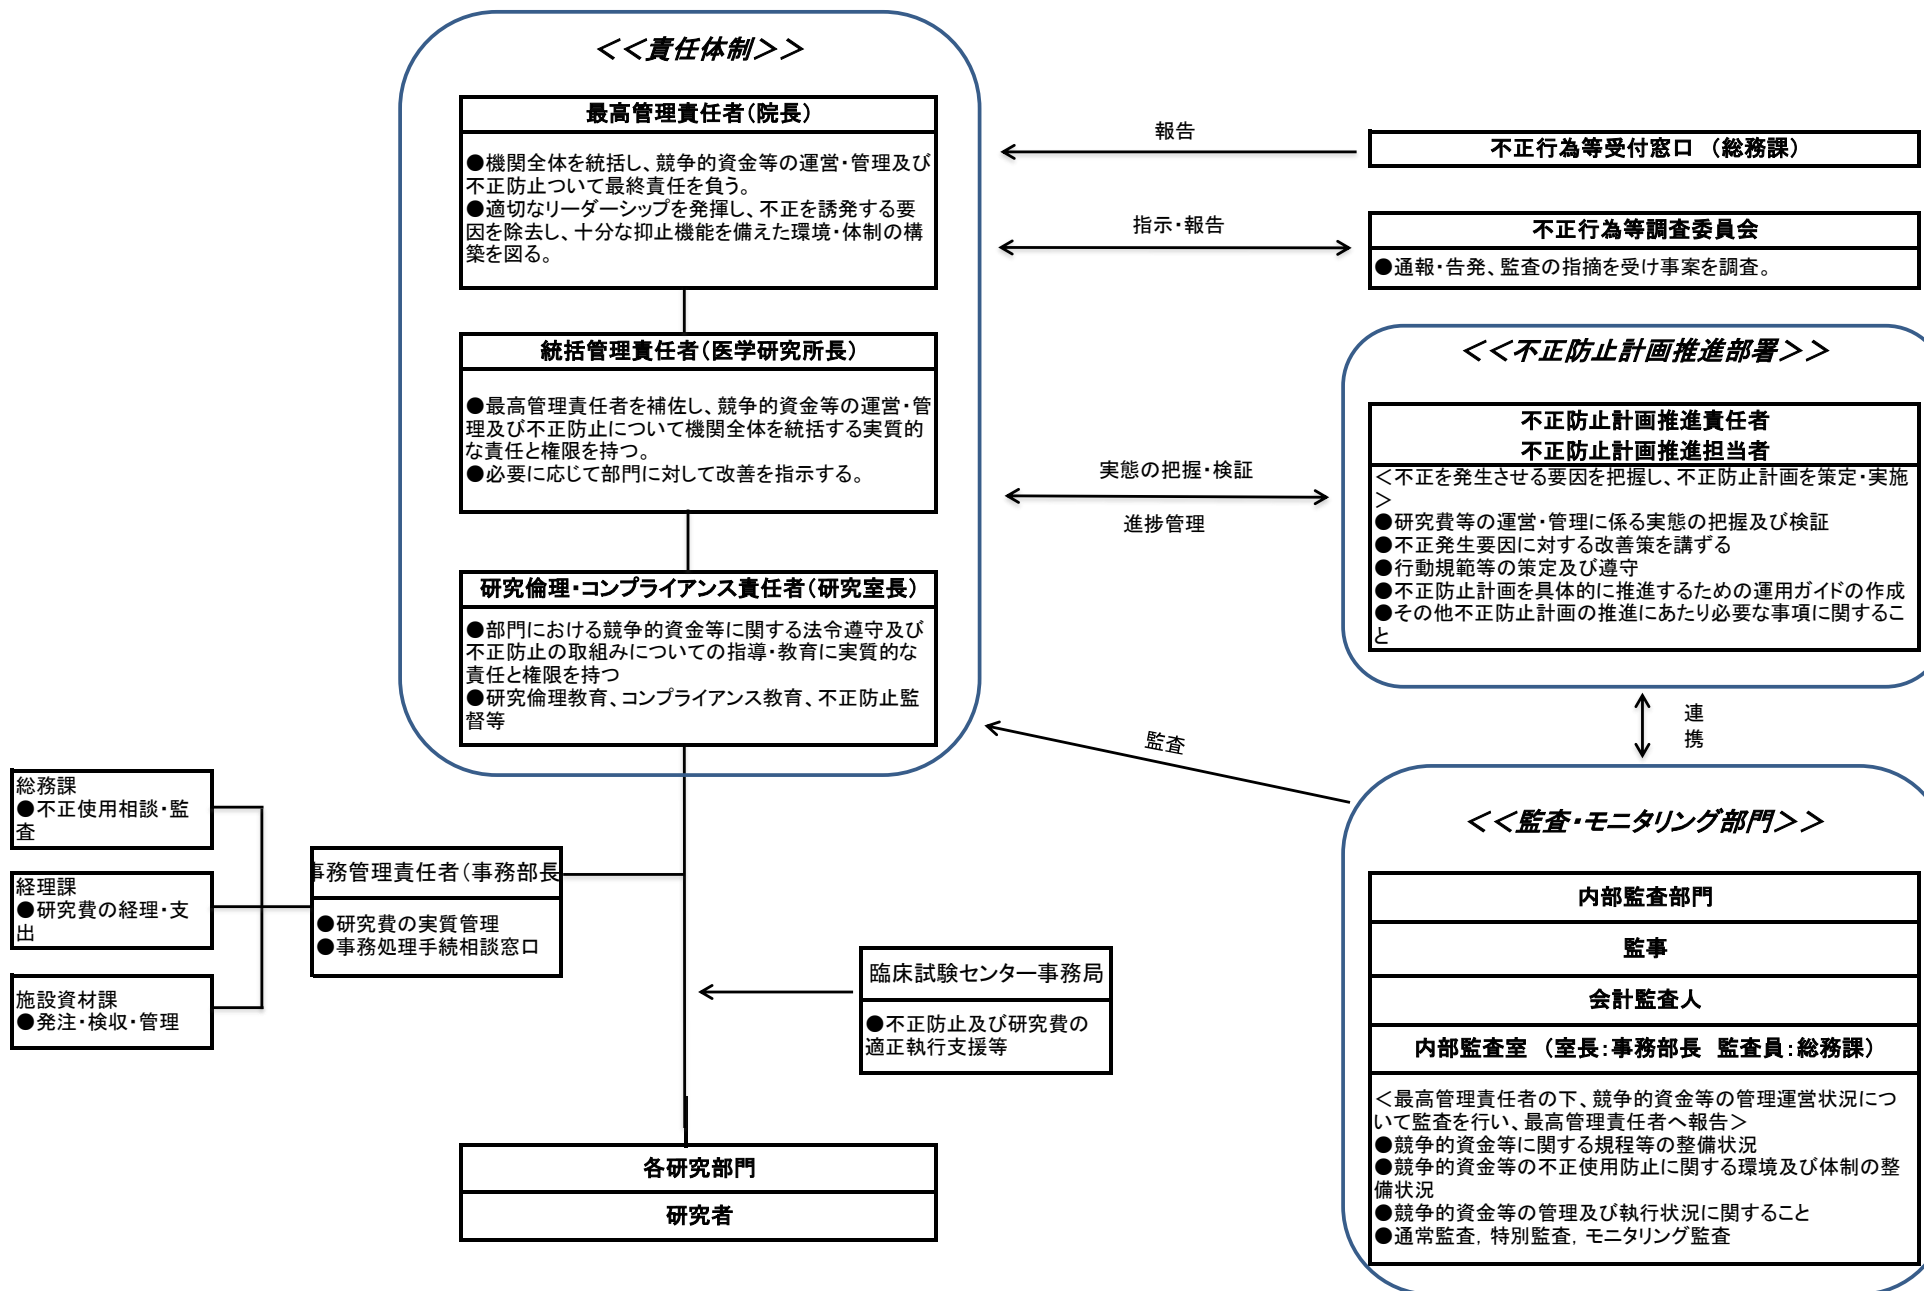 ＜＜責任体制＞＞
最高管理責任者（院長）
●機関全体を統括し、競争的資金等の運営・管理及び
不正防止ついて最終責任を負う。
●適切なリーダーシップを発揮し、不正を誘発する要
因を除去し、十分な抑止機能を備えた環境・体制の構
築を図る。
統括管理責任者（医学研究所長）
●最高管理責任者を補佐し、競争的資金等の運営・管
理及び不正防止について機関全体を統括する実質的
な責任と権限を持つ。
●必要に応じて部門に対して改善を指示する。
研究倫理・コンプライアンス責任者（研究室長）
●部門における競争的資金等に関する法令遵守及び
不正防止の取組みについての指導・教育に実質的な
責任と権限を持つ
●研究倫理教育、コンプライアンス教育、不正防止監
督等
報告
不正行為等受付窓口　（総務課）
指示・報告
不正行為等調査委員会
●通報・告発、監査の指摘を受け事案を調査。
＜＜不正防止計画推進部署＞＞
不正防止計画推進責任者
不正防止計画推進担当者
＜不正を発生させる要因を把握し、不正防止計画を策定・実施
＞
●研究費等の運営・管理に係る実態の把握及び検証
●不正発生要因に対する改善策を講ずる
●行動規範等の策定及び遵守
●不正防止計画を具体的に推進するための運用ガイドの作成
●その他不正防止計画の推進にあたり必要な事項に関するこ
と
実態の把握・検証
進捗管理
連
携
監査
＜＜監査・モニタリング部門＞＞
内部監査部門
監事
会計監査人
内部監査室　（室長：事務部長　監査員：総務課）
＜最高管理責任者の下、競争的資金等の管理運営状況につ
いて監査を行い、最高管理責任者へ報告＞
●競争的資金等に関する規程等の整備状況
●競争的資金等の不正使用防止に関する環境及び体制の整
備状況
●競争的資金等の管理及び執行状況に関すること
●通常監査，特別監査，モニタリング監査
総務課
●不正使用相談・監
査
経理課
●研究費の経理・支
出
施設資材課
●発注・検収・管理
事務管理責任者（事務部長
●研究費の実質管理
●事務処理手続相談窓口
臨床試験センター事務局
●不正防止及び研究費の
適正執行支援等
各研究部門
研究者